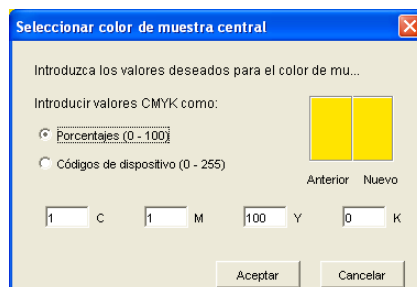 Seleccionar color de muestra central
Introduzca los valores deseados para el color de mu...
Introducir valores CMYK como:
Porcentajes (0 - 100)
Códigos de dispositivo (0 - 255)
Anterior Nuevo
1 C 1 M 100 Y 0 K
Aceptar Cancelar